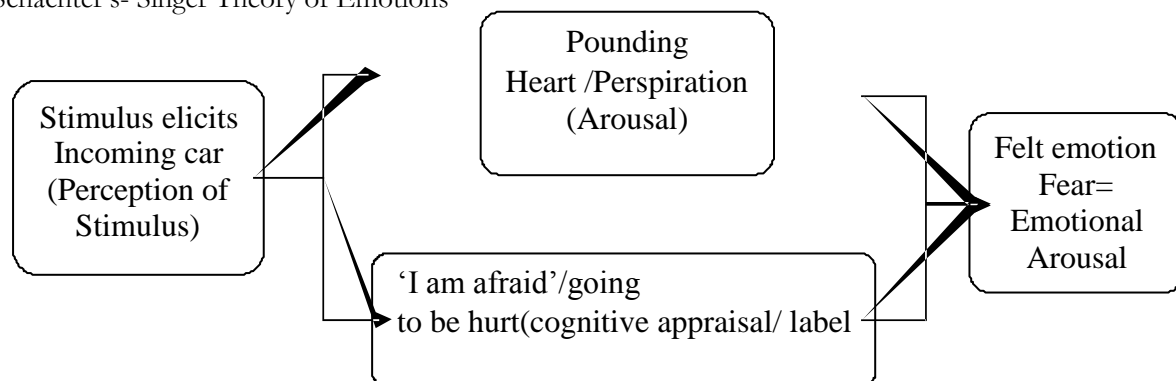 Schachter's- Singer Theory of Emotions
Pounding
Heart /Perspiration
(Arousal)
Stimulus elicits
Incoming car
(Perception of
Stimulus)
Felt emotion
Fear=
Emotional
Arousal
‘I am afraid’/going
to be hurt(cognitive appraisal/ label